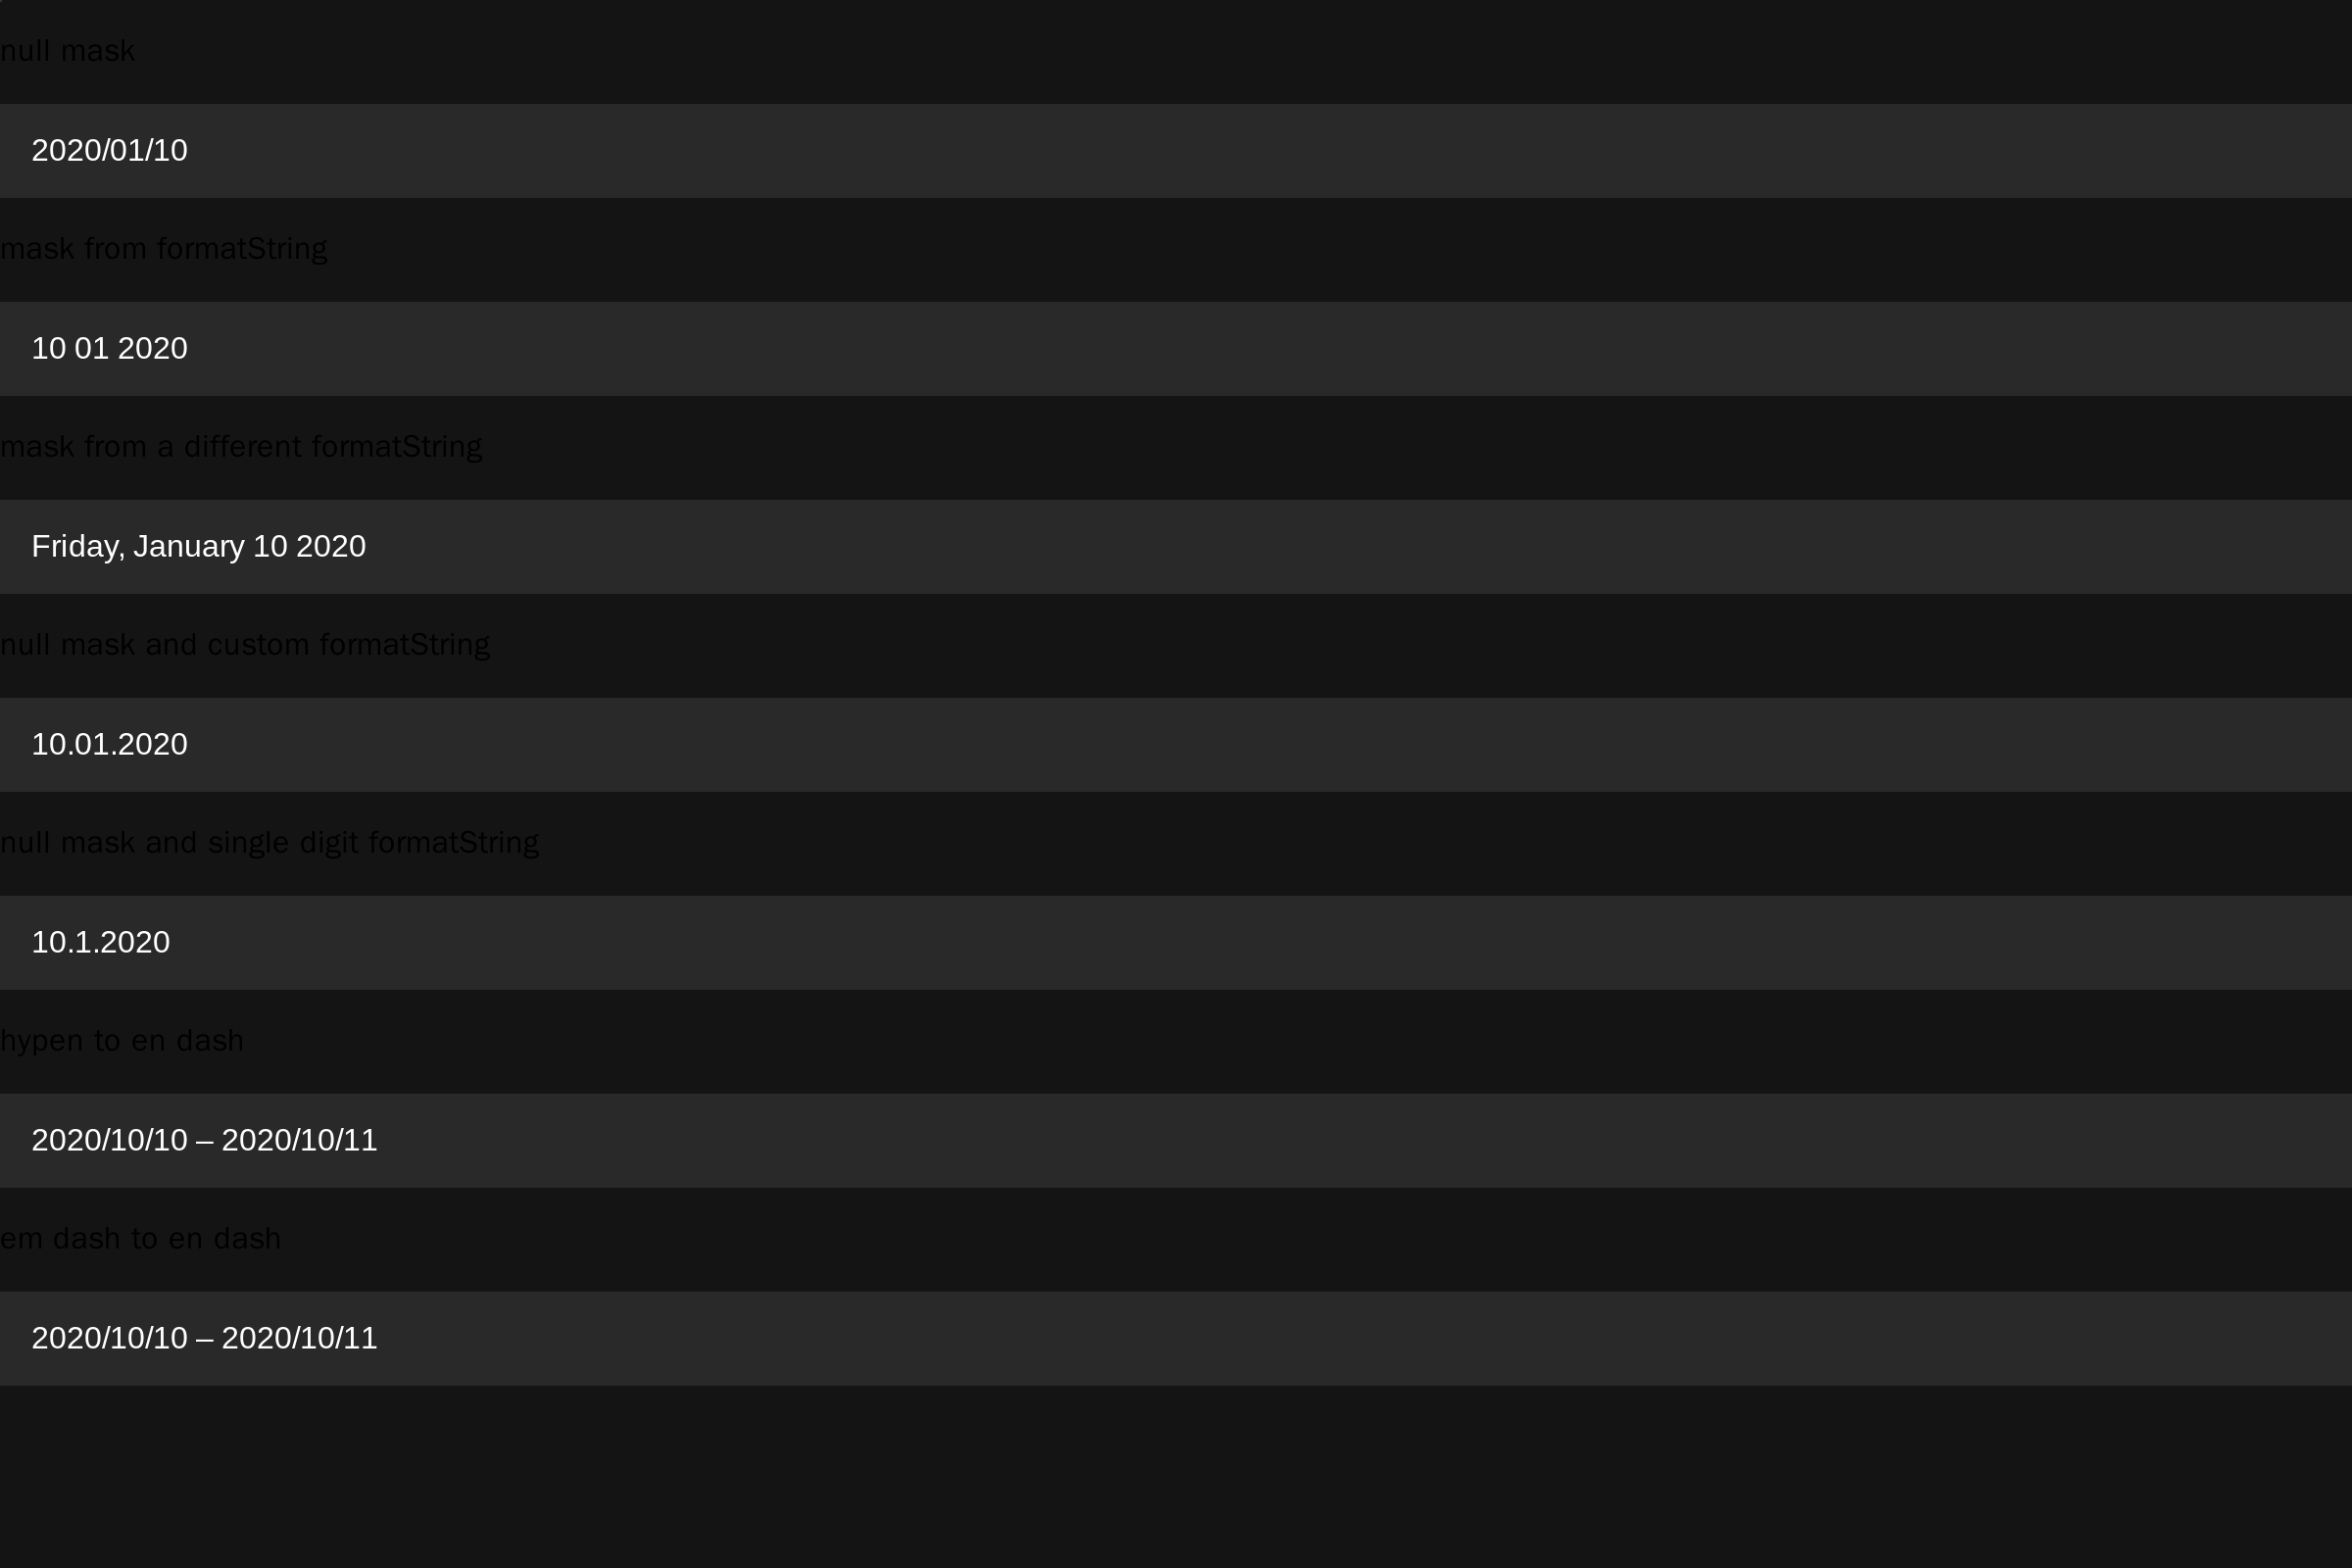 null mask
2020/01/10
mask from formatString
10 01 2020
mask from a different formatString
Friday, January 10 2020
null mask and custom formatString
10.01.2020
null mask and single digit formatString
10.1.2020
hypen to en dash
2020/10/10 – 2020/10/11
em dash to en dash
2020/10/10 – 2020/10/11